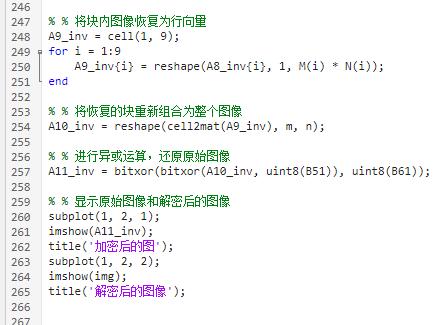 246
247 % % 将块内图像恢复为行向量
248 A9_inv = cell(1, 9);
249 for i = 1:9
250 A9_inv{i} = reshape(A8_inv{i}, 1, M(i) * N(i));
251 end
252
253 % % 将恢复的块重新组合为整个图像
254 A10_inv = reshape(cell2mat(A9_inv), m, n);
255
256 % % 进行异或运算，还原原始图像
257 A11_inv = bitxor(bitxor(A10_inv, uint8(B51)), uint8(B61));
258
259 % % 显示原始图像和解密后的图像
260 subplot(1, 2, 1);
261 imshow(A11_inv);
262 title('加密后的图');
263 subplot(1, 2, 2);
264 imshow(img);
265 title('解密后的图像');
266
267